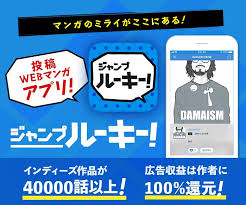 マンガのミライがここにある!
投稿
WEBマンガ
アプリ!
ジャンプ
ルーキー!
DAMAISM
ジャンプルーキー!
インディーズ作品が
40000話以上!
広告収益は作者に
100%還元!